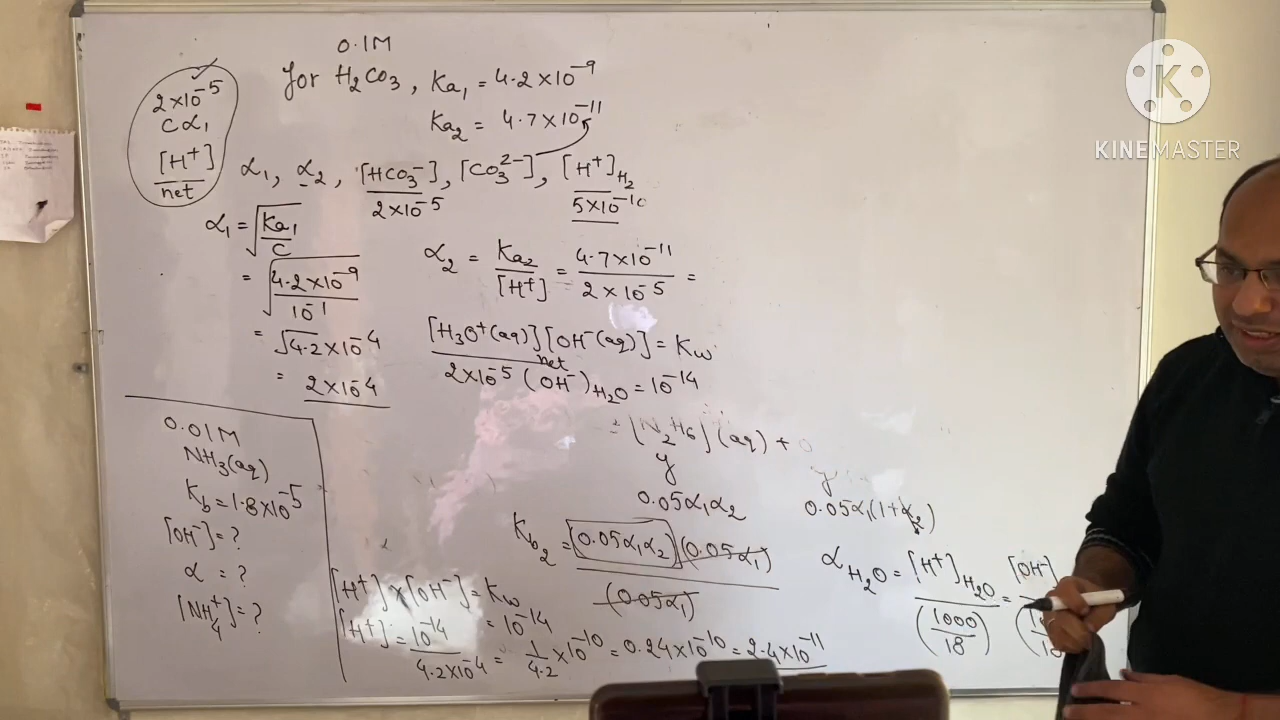 0.1M
for H2CO3, Ka1 = 4.2×10⁻⁹
Ka2 = 4.7×10⁻¹¹
2×10⁻⁵
Cα1
[H⁺]
net
α1, α2, [HCO3⁻], [CO3²⁻], [H⁺]H2
2×10⁻⁵
5×10⁻¹⁰
α1 = √(Ka1/C)
= √(4.2×10⁻⁹/10⁻¹)
= √4.2×10⁻⁴
= 2×10⁻⁴
α2 = Ka2/[H⁺] = 4.7×10⁻¹¹/2×10⁻⁵ =
[H3O⁺(aq)][OH⁻(aq)] = Kw
net
2×10⁻⁵ (OH⁻)H2O = 10⁻¹⁴
0.01M
NH3(aq)
Kb = 1.8×10⁻⁵
[OH⁻] = ?
α = ?
[NH4⁺] = ?
[N2H6](aq) +
y
y
0.05α1α2
0.05α1(1+α2)
Kb2 = (0.05α1α2)(0.05α1)/(0.05α1)
[H⁺]×[OH⁻] = Kw
= 10⁻¹⁴
[H⁺] = 10⁻¹⁴/4.2×10⁻⁴ = 1/4.2×10⁻¹⁰ = 0.24×10⁻¹⁰ = 2.4×10⁻¹¹
αH2O = [H⁺]H2O/(1000/18) = [OH⁻]
KINEMASTER